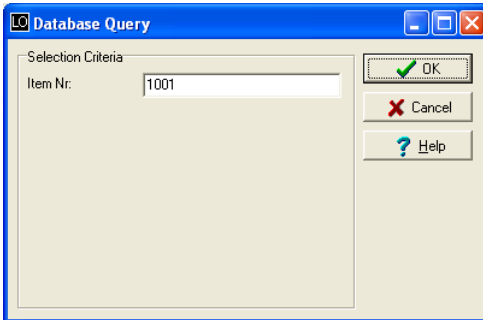 LO Database Query
Selection Criteria
Item Nr: 1001
OK
Cancel
Help